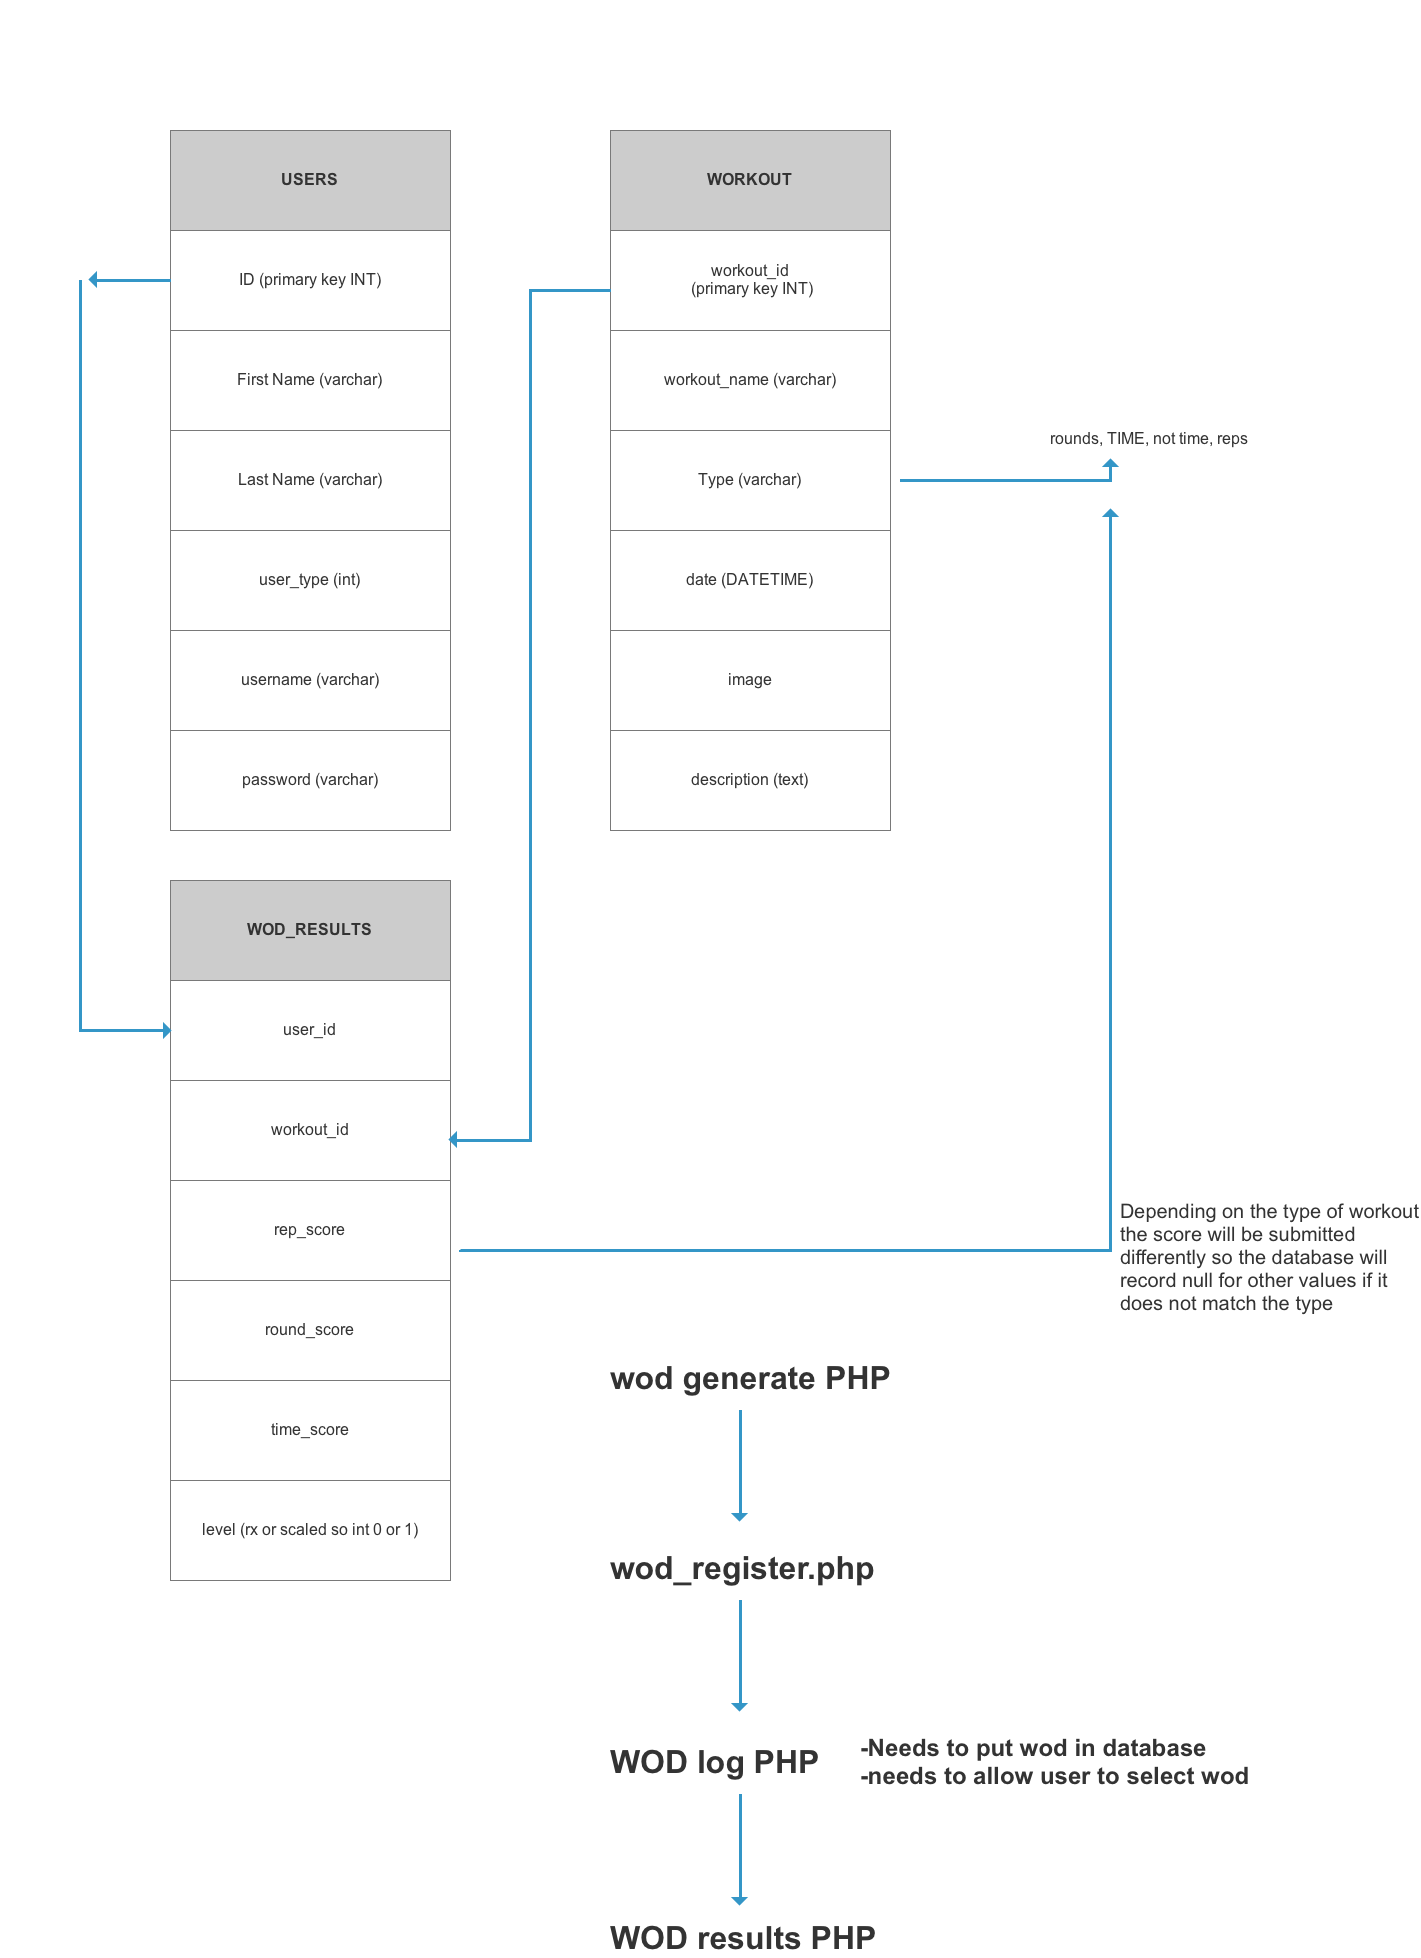 USERS
ID (primary key INT)
First Name (varchar)
Last Name (varchar)
user_type (int)
username (varchar)
password (varchar)
WORKOUT
workout_id
(primary key INT)
workout_name (varchar)
Type (varchar)
date (DATETIME)
image
description (text)
rounds, TIME, not time, reps
WOD_RESULTS
user_id
workout_id
rep_score
round_score
time_score
level (rx or scaled so int 0 or 1)
Depending on the type of workout
the score will be submitted
differently so the database will
record null for other values if it
does not match the type
wod generate PHP
wod_register.php
WOD log PHP
-Needs to put wod in database
-needs to allow user to select wod
WOD results PHP